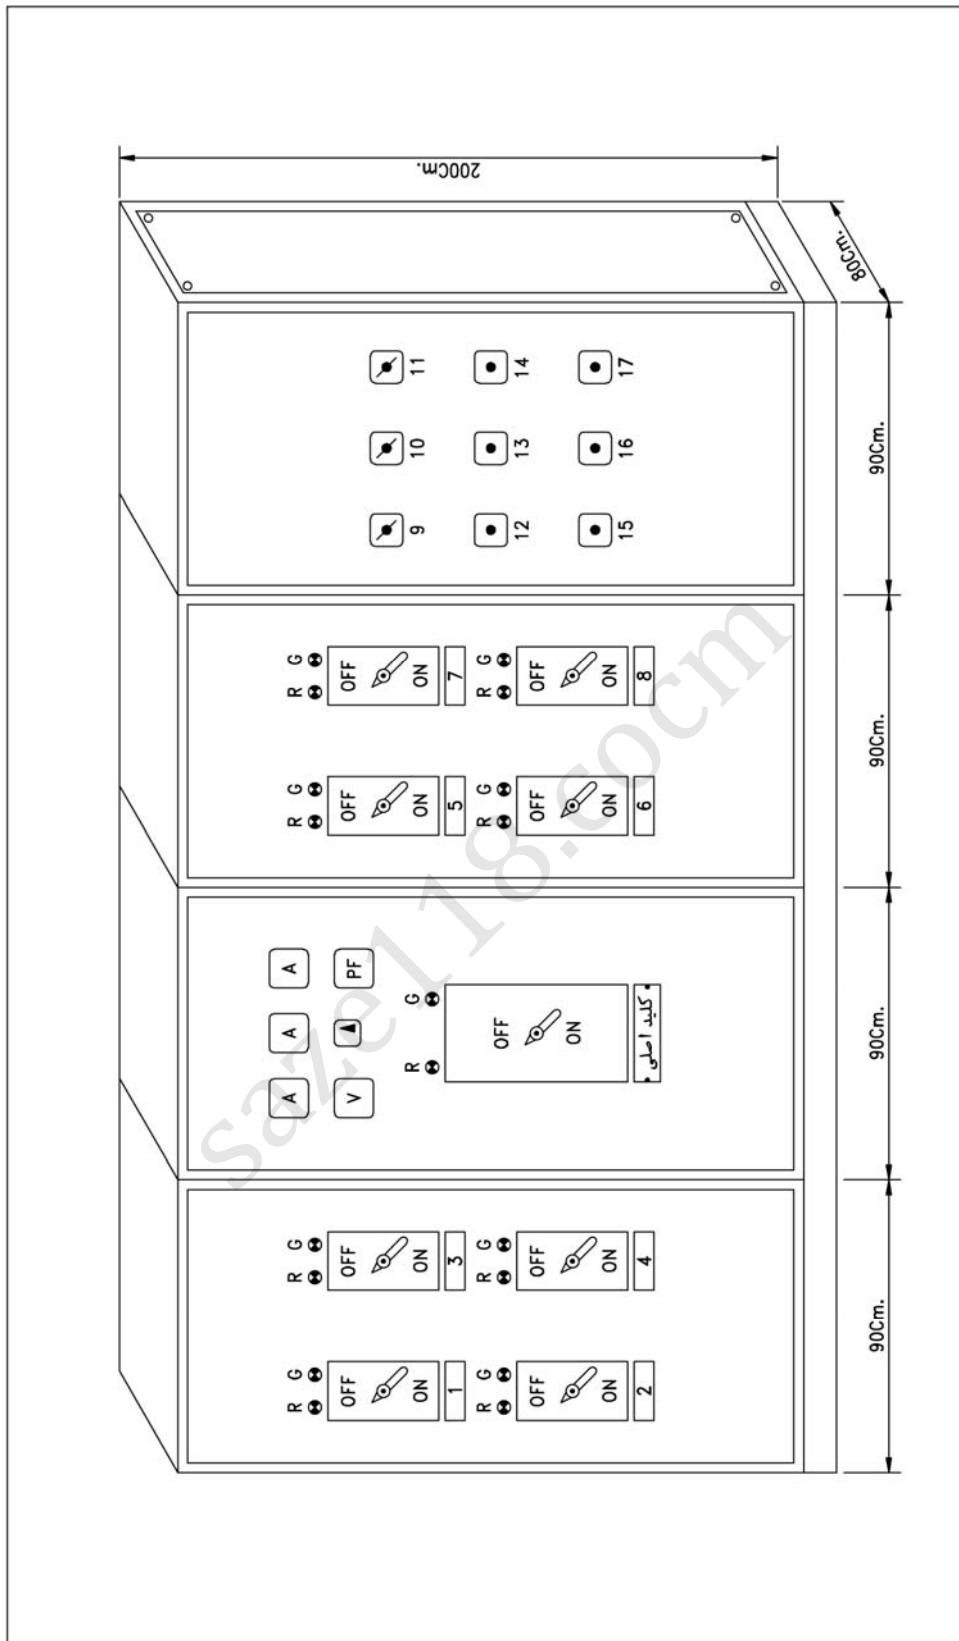 200Cm.
80Cm.
R G
OFF
ON
1
R G
OFF
ON
2
R G
OFF
ON
3
R G
OFF
ON
4
A A A
V PF
R G
OFF
ON
• کلید اصلی •
R G
OFF
ON
5
R G
OFF
ON
6
R G
OFF
ON
7
R G
OFF
ON
8
9 10 11
12 13 14
15 16 17
90Cm. 90Cm. 90Cm. 90Cm.
saze118.cocm